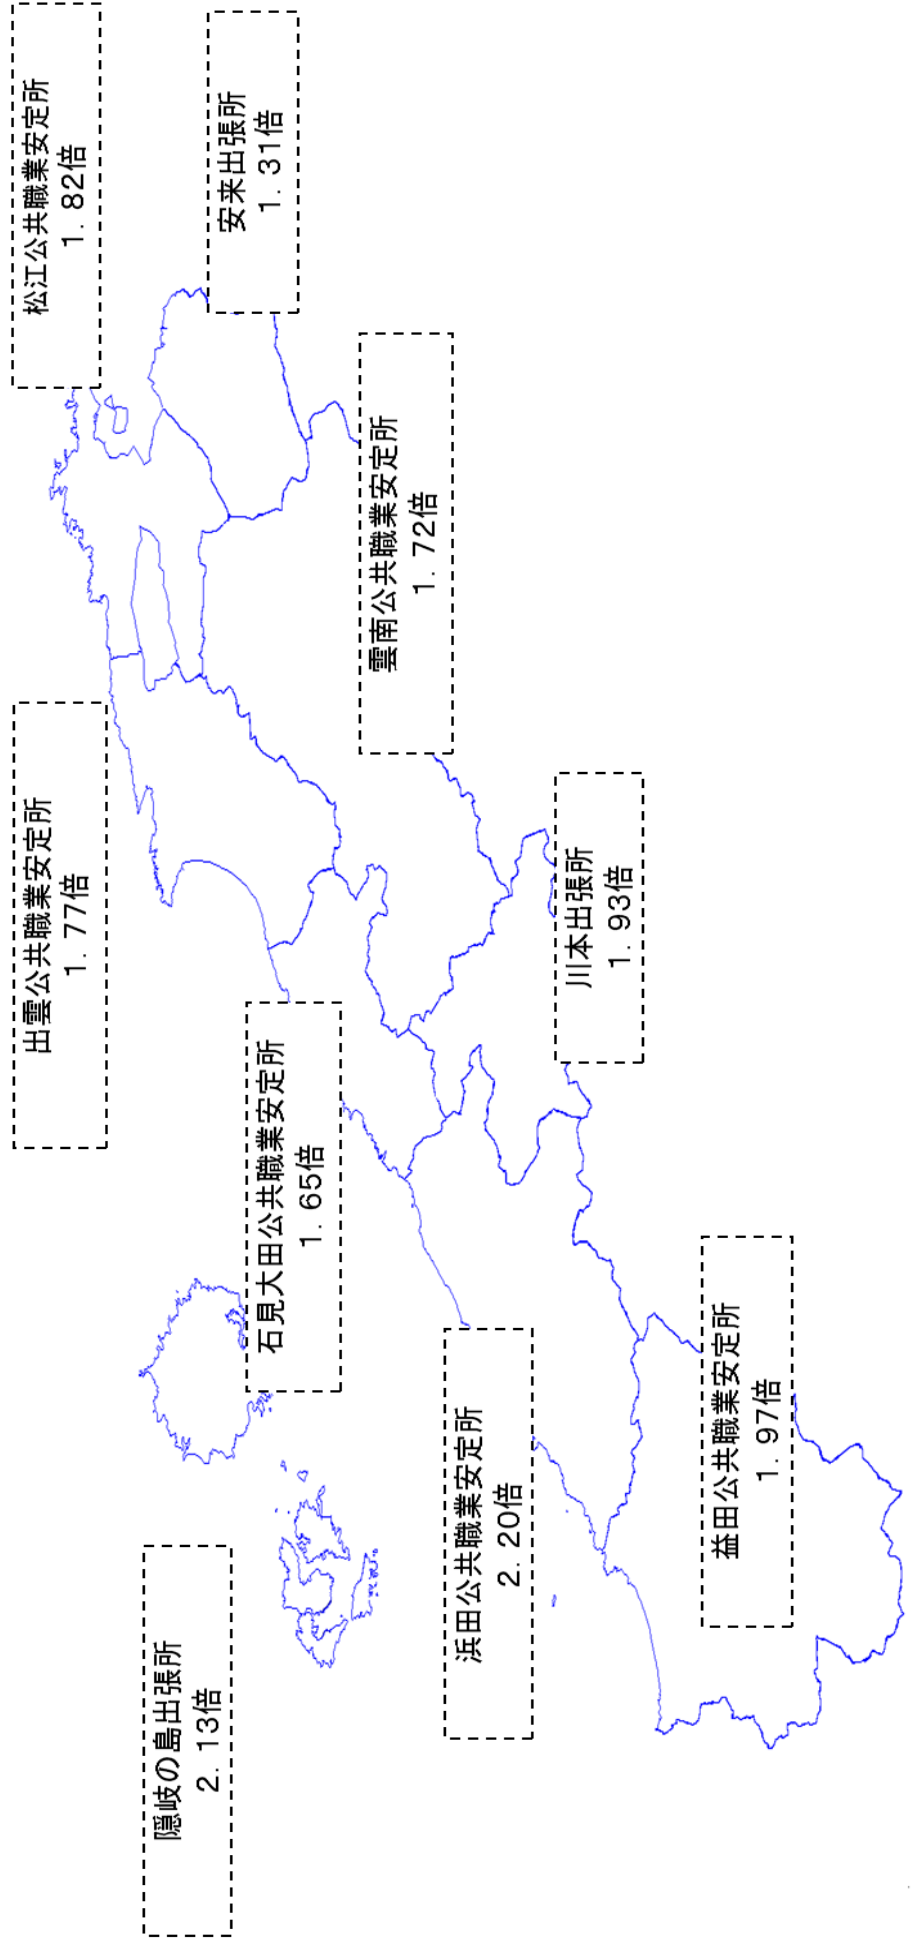 松江公共職業安定所
1. 82倍
安来出張所
1. 31倍
出雲公共職業安定所
1. 77倍
雲南公共職業安定所
1. 72倍
石見大田公共職業安定所
1. 65倍
川本出張所
1. 93倍
隠岐の島出張所
2. 13倍
浜田公共職業安定所
2. 20倍
益田公共職業安定所
1. 97倍